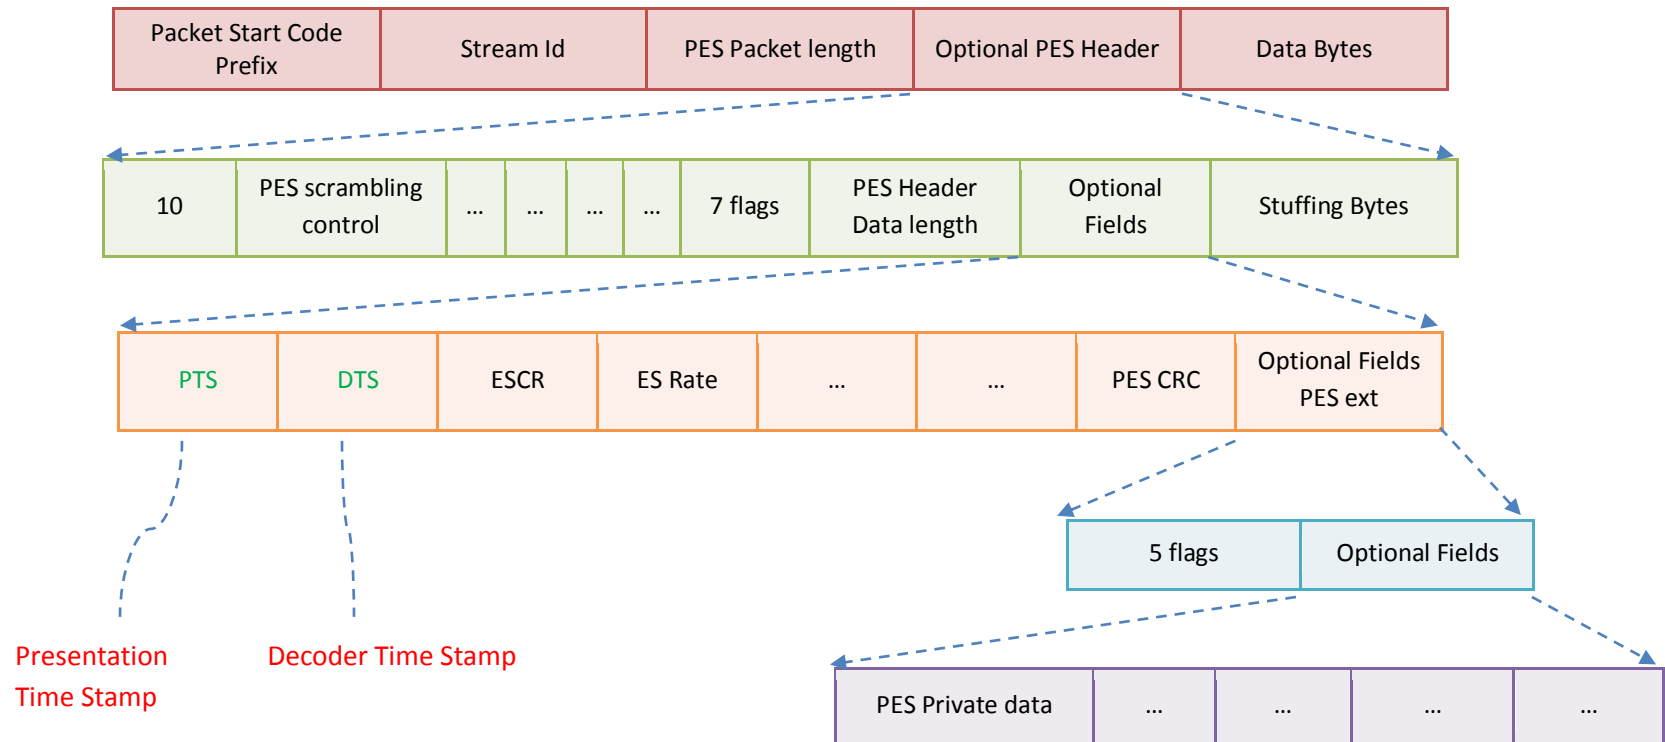 Packet Start Code
Prefix
Stream Id
PES Packet length
Optional PES Header
Data Bytes
10
PES scrambling
control
...
...
...
...
7 flags
PES Header
Data length
Optional
Fields
Stuffing Bytes
PTS
DTS
ESCR
ES Rate
...
...
PES CRC
Optional Fields
PES ext
5 flags
Optional Fields
Presentation
Time Stamp
Decoder Time Stamp
PES Private data
...
...
...
...